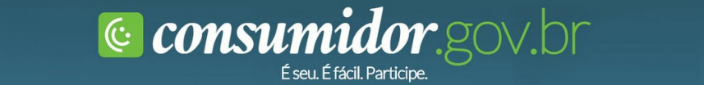 consumidor.gov.br
É seu. É fácil. Participe.